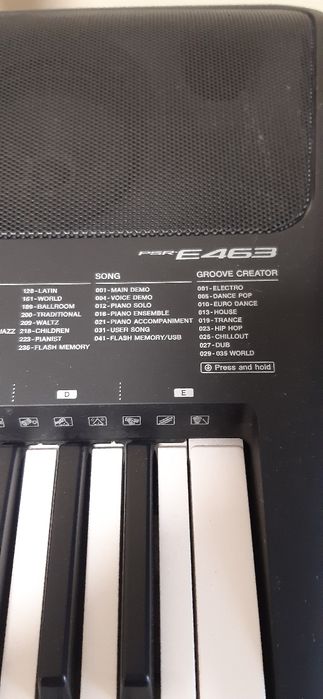 PSR-E463
128-LATIN
161-WORLD
189-BALLROOM
200-TRADITIONAL
209-WALTZ
JAZZ 218-CHILDREN
223-PIANIST
236-FLASH MEMORY
SONG
001-MAIN DEMO
004-VOICE DEMO
012-PIANO SOLO
016-PIANO ENSEMBLE
021-PIANO ACCOMPANIMENT
031-USER SONG
041-FLASH MEMORY/USB
GROOVE CREATOR
001-ELECTRO
005-DANCE POP
010-EURO DANCE
013-HOUSE
019-TRANCE
023-HIP HOP
025-CHILLOUT
027-DUB
029-035 WORLD
Press and hold
D
E